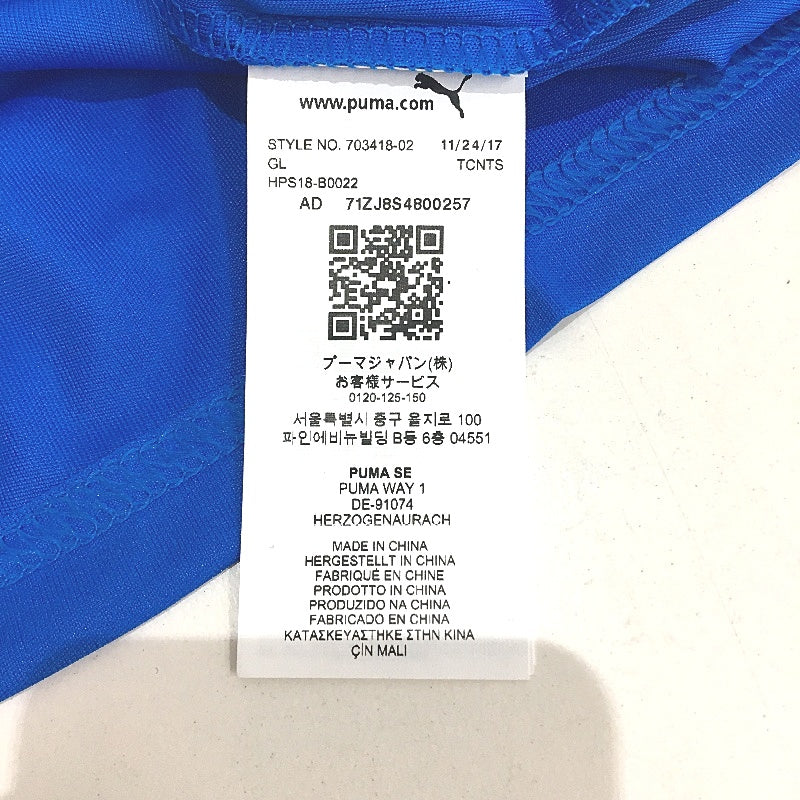 www.puma.com
STYLE NO. 703418-02 11/24/17
GL TCNTS
HPS18-B0022
AD 71ZJ8S4800257
プーマジャパン(株)
お客様サービス
0120-125-150
서울특별시 중구 을지로 100
파인에비뉴빌딩 B동 6층 04551
PUMA SE
PUMA WAY 1
DE-91074
HERZOGENAURACH
MADE IN CHINA
HERGESTELLT IN CHINA
FABRIQUÉ EN CHINE
PRODOTTO IN CHINA
PRODUZIDO NA CHINA
FABRICADO EN CHINA
ΚΑΤΑΣΚΕΥΑΣΤΗΚΕ ΣΤΗΝ ΚΙΝΑ
ÇİN MALI